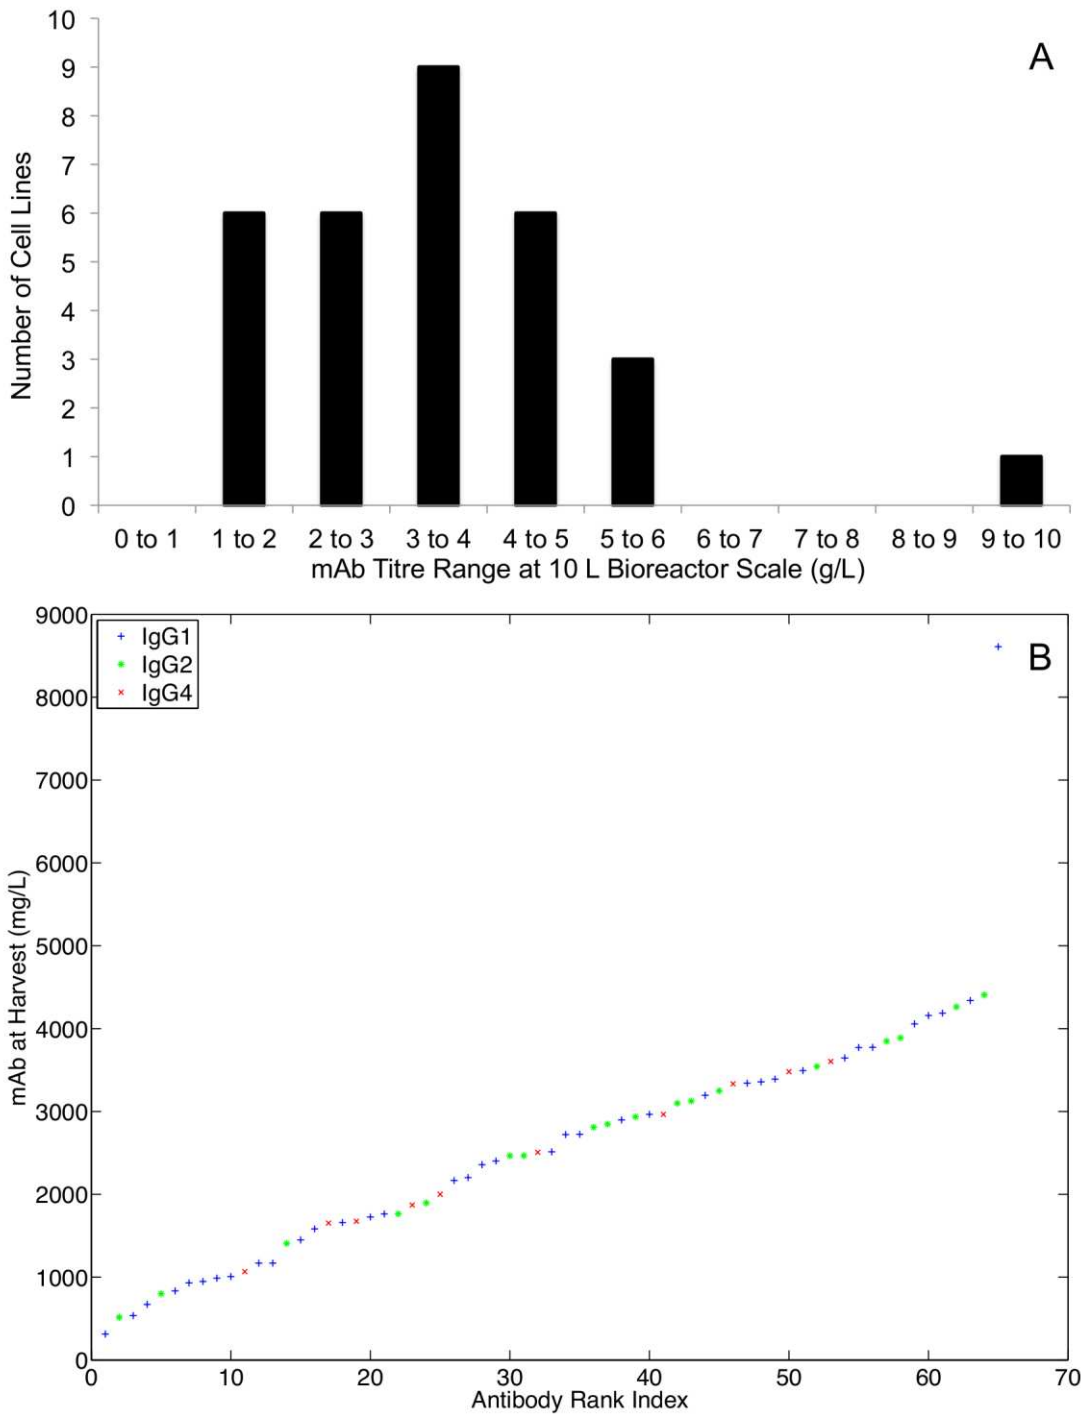 10
A
9
8
7
6
5
4
3
2
1
0
Number of Cell Lines
0 to 1 1 to 2 2 to 3 3 to 4 4 to 5 5 to 6 6 to 7 7 to 8 8 to 9 9 to 10
mAb Titre Range at 10 L Bioreactor Scale (g/L)
9000
IgG1
IgG2
IgG4
B
8000
7000
6000
5000
4000
3000
2000
1000
0
mAb at Harvest (mg/L)
0 10 20 30 40 50 60 70
Antibody Rank Index